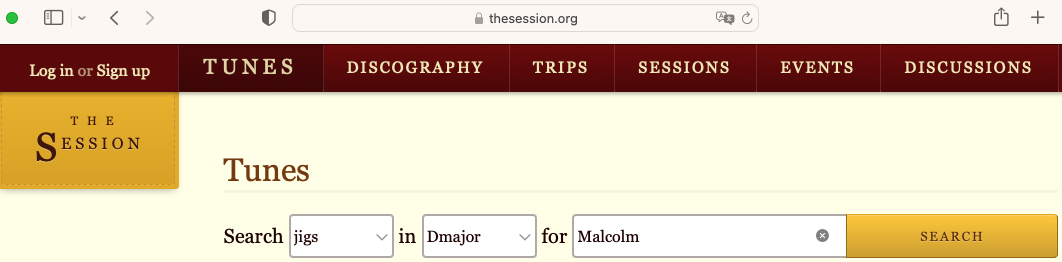 thesession.org
Log in or Sign up TUNES DISCOGRAPHY TRIPS SESSIONS EVENTS DISCUSSIONS
THE
SESSION
Tunes
Search jigs in Dmajor for Malcolm SEARCH